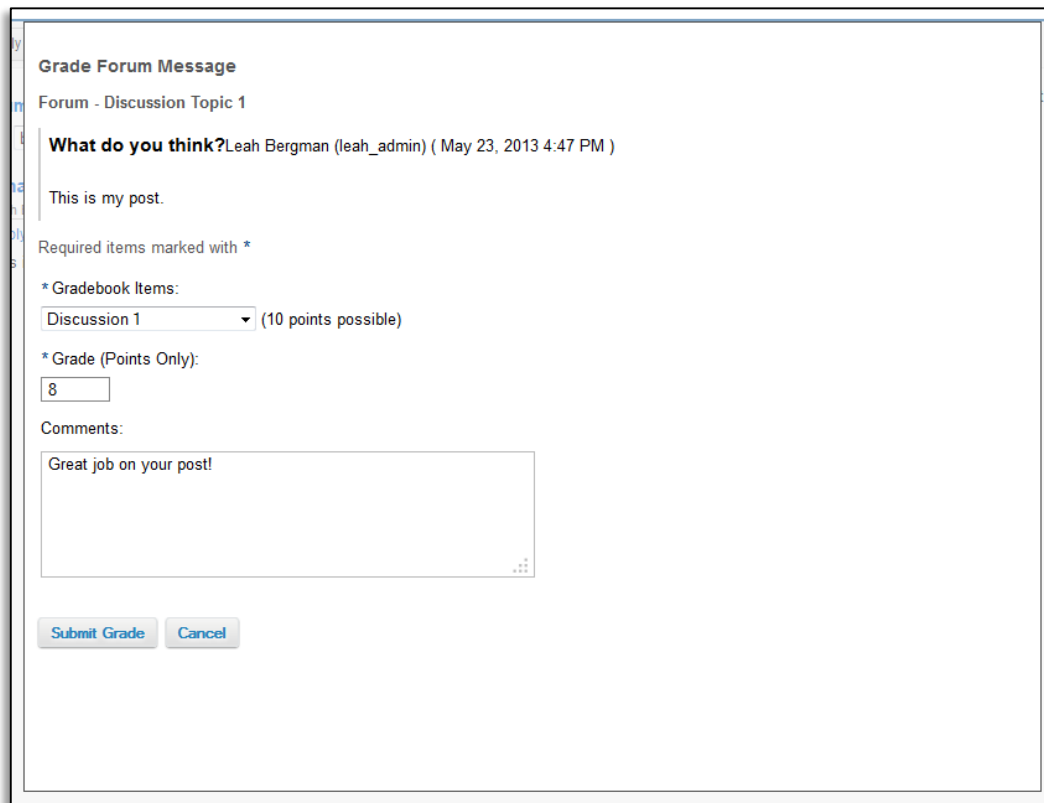 Grade Forum Message
Forum - Discussion Topic 1
What do you think?Leah Bergman (leah_admin) ( May 23, 2013 4:47 PM )
This is my post.
Required items marked with *
* Gradebook Items:
Discussion 1 (10 points possible)
* Grade (Points Only):
8
Comments:
Great job on your post!
Submit Grade Cancel